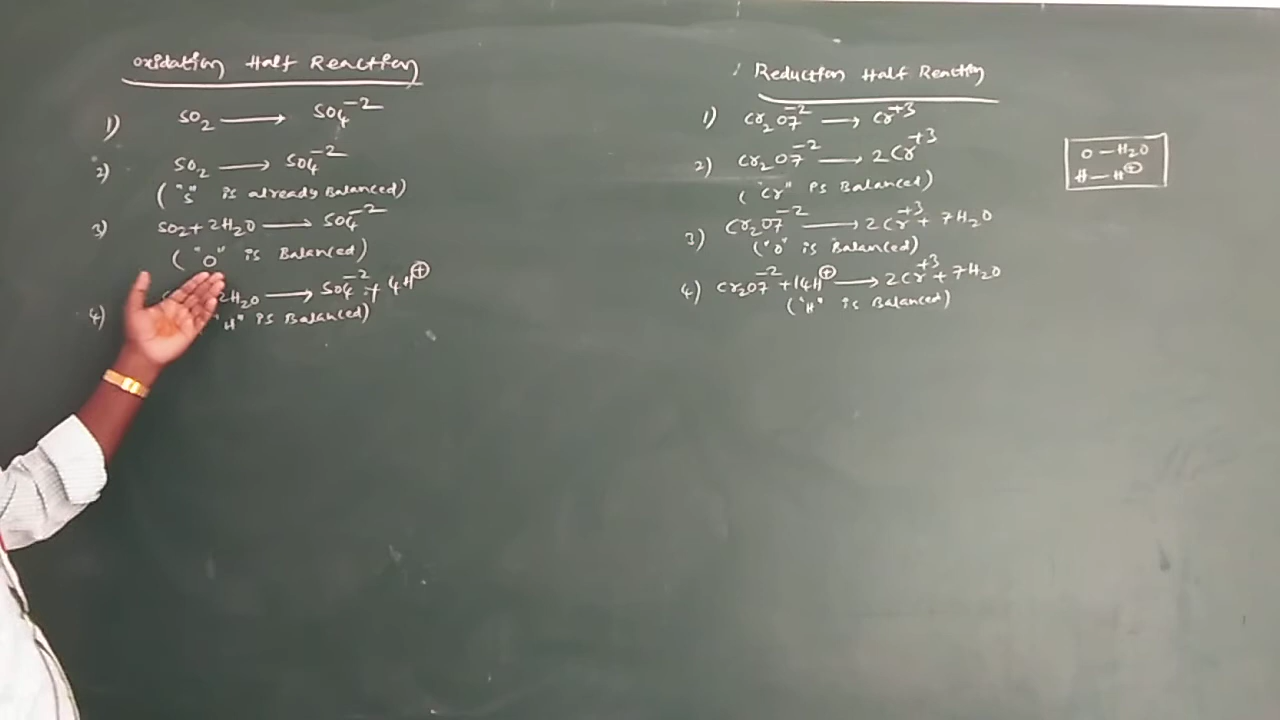 Oxidation Half Reaction
1) SO₂ ⟶ SO₄⁻²
2) SO₂ ⟶ SO₄⁻²
("S" is already Balanced)
3) SO₂ + 2H₂O ⟶ SO₄⁻²
("O" is Balanced)
4) 2H₂O ⟶ SO₄⁻² + 4H⊕
"H" is Balanced)
Reduction Half Reaction
1) Cr₂O₇⁻² ⟶ Cr⁺³
2) Cr₂O₇⁻² ⟶ 2Cr⁺³
("Cr" is Balanced)
3) Cr₂O₇⁻² ⟶ 2Cr⁺³ + 7H₂O
("O" is Balanced)
4) Cr₂O₇⁻² + 14H⊕ ⟶ 2Cr⁺³ + 7H₂O
("H" is Balanced)
O — H₂O
H — H⊕